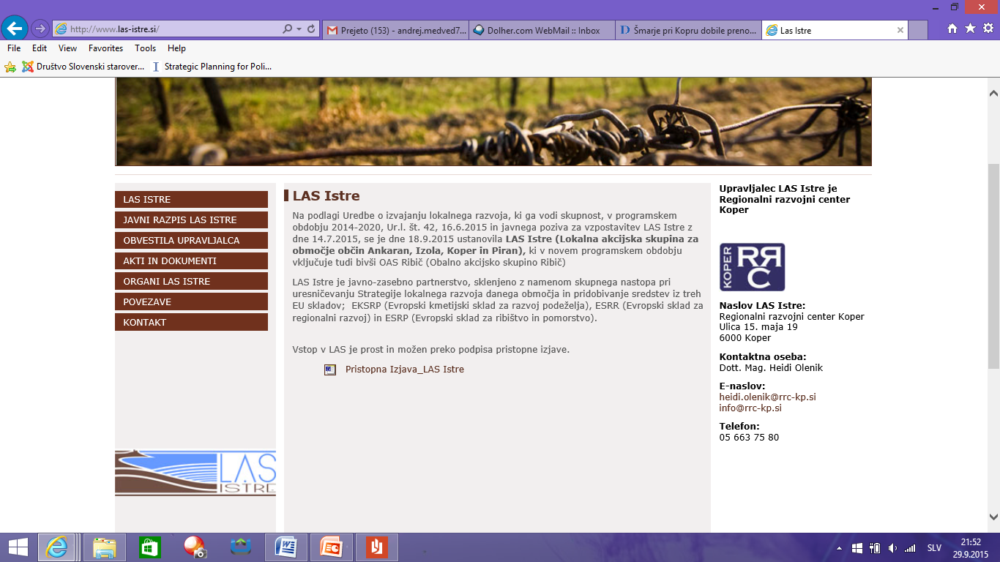 http://www.las-istre.si/
Prejeto (153) - andrej.medved7...
Dolher.com WebMail :: Inbox
Šmarje pri Kopru dobile preno...
Las Istre
File Edit View Favorites Tools Help
Društvo Slovenski starover...
Strategic Planning for Poli...
LAS ISTRE
JAVNI RAZPIS LAS ISTRE
OBVESTILA UPRAVLJALCA
AKTI IN DOKUMENTI
ORGANI LAS ISTRE
POVEZAVE
KONTAKT
LAS
ISTRE
LAS Istre
Na podlagi Uredbe o izvajanju lokalnega razvoja, ki ga vodi skupnost, v programskem
obdobju 2014-2020, Ur.l. št. 42, 16.6.2015 in javnega poziva za vzpostavitev LAS Istre z
dne 14.7.2015, se je dne 18.9.2015 ustanovila LAS Istre (Lokalna akcijska skupina za
območje občin Ankaran, Izola, Koper in Piran), ki v novem programskem obdobju
vključuje tudi bivši OAS Ribič (Obalno akcijsko skupino Ribič)
LAS Istre je javno-zasebno partnerstvo, sklenjeno z namenom skupnega nastopa pri
uresničevanju Strategije lokalnega razvoja danega območja in pridobivanje sredstev iz treh
EU skladov; EKSRP (Evropski kmetijski sklad za razvoj podeželja), ESRR (Evropski sklad za
regionalni razvoj) in ESRP (Evropski sklad za ribištvo in pomorstvo).
Vstop v LAS je prost in možen preko podpisa pristopne izjave.
Pristopna Izjava_LAS Istre
Upravljalec LAS Istre je
Regionalni razvojni center
Koper
KOPER
RRC
Naslov LAS Istre:
Regionalni razvojni center Koper
Ulica 15. maja 19
6000 Koper
Kontaktna oseba:
Dott. Mag. Heidi Olenik
E-naslov:
heidi.olenik@rrc-kp.si
info@rrc-kp.si
Telefon:
05 663 75 80
SLV
21:52
29.9.2015